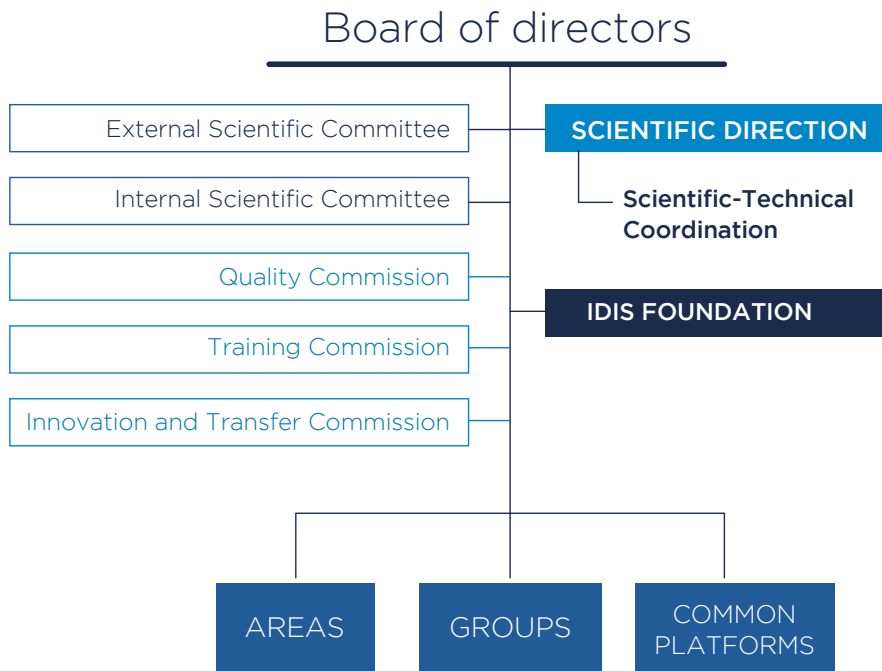 Board of directors
External Scientific Committee
SCIENTIFIC DIRECTION
Internal Scientific Committee
Scientific-Technical
Coordination
Quality Commission
IDIS FOUNDATION
Training Commission
Innovation and Transfer Commission
AREAS
GROUPS
COMMON
PLATFORMS